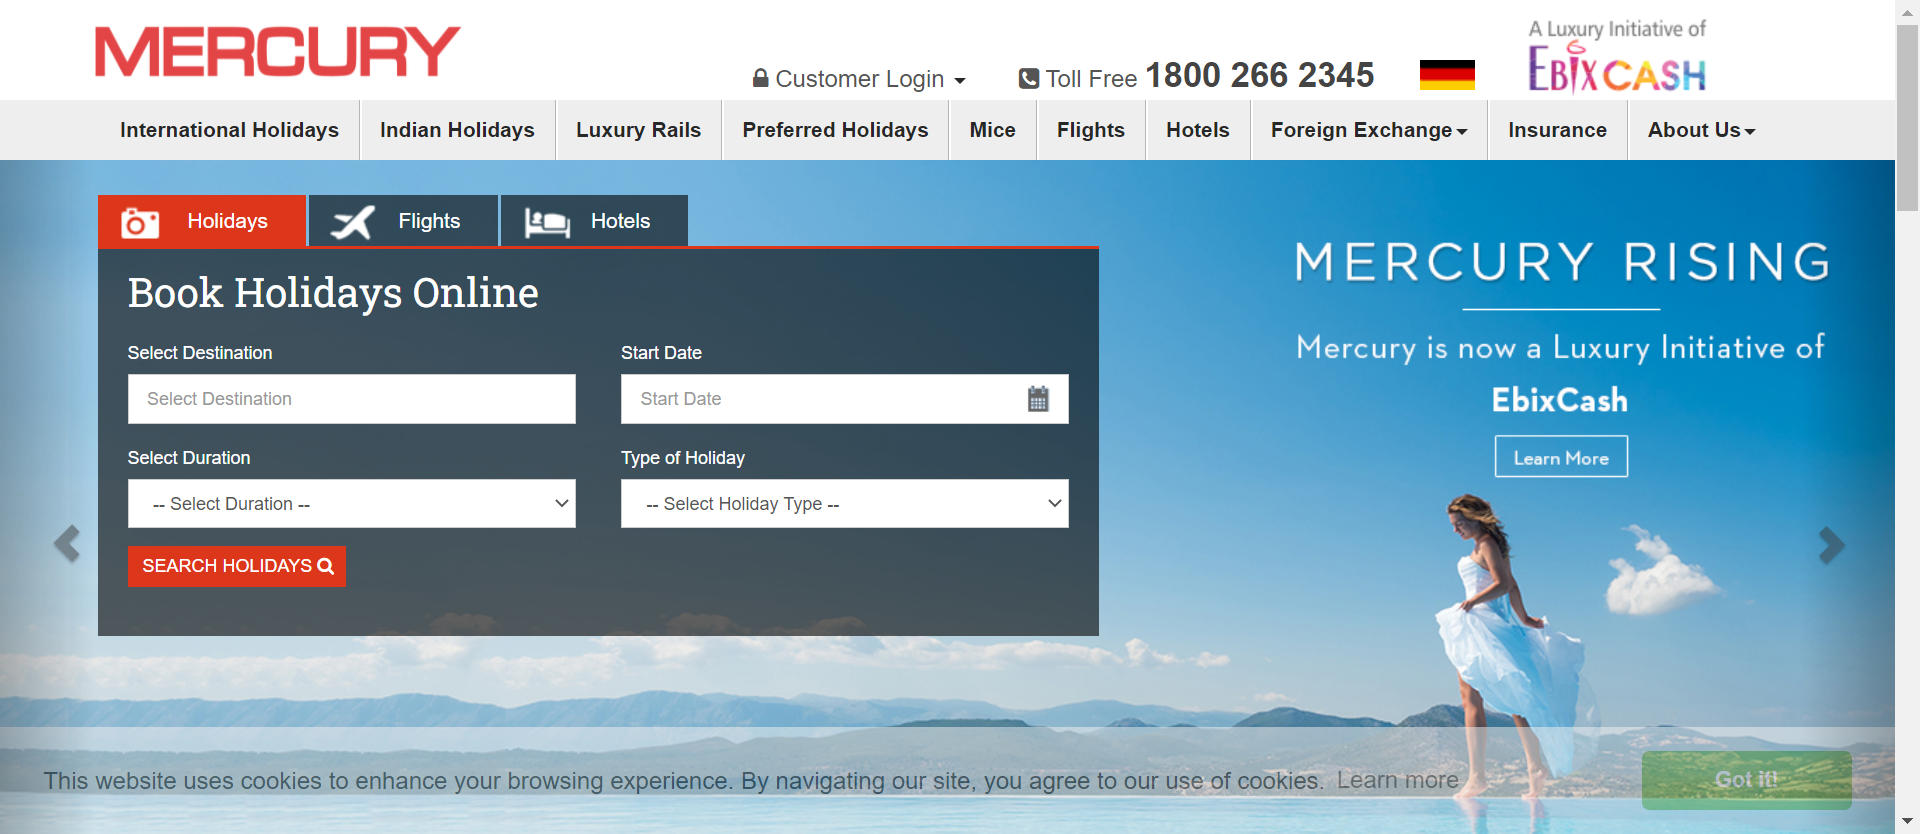 MERCURY
A Luxury Initiative of
EBIXCASH
Customer Login
Toll Free 1800 266 2345
International Holidays
Indian Holidays
Luxury Rails
Preferred Holidays
Mice
Flights
Hotels
Foreign Exchange
Insurance
About Us
Holidays
Flights
Hotels
Book Holidays Online
Select Destination
Start Date
Select Destination
Start Date
Select Duration
Type of Holiday
-- Select Duration --
-- Select Holiday Type --
SEARCH HOLIDAYS
MERCURY RISING
Mercury is now a Luxury Initiative of
EbixCash
Learn More
This website uses cookies to enhance your browsing experience. By navigating our site, you agree to our use of cookies. Learn more
Got it!